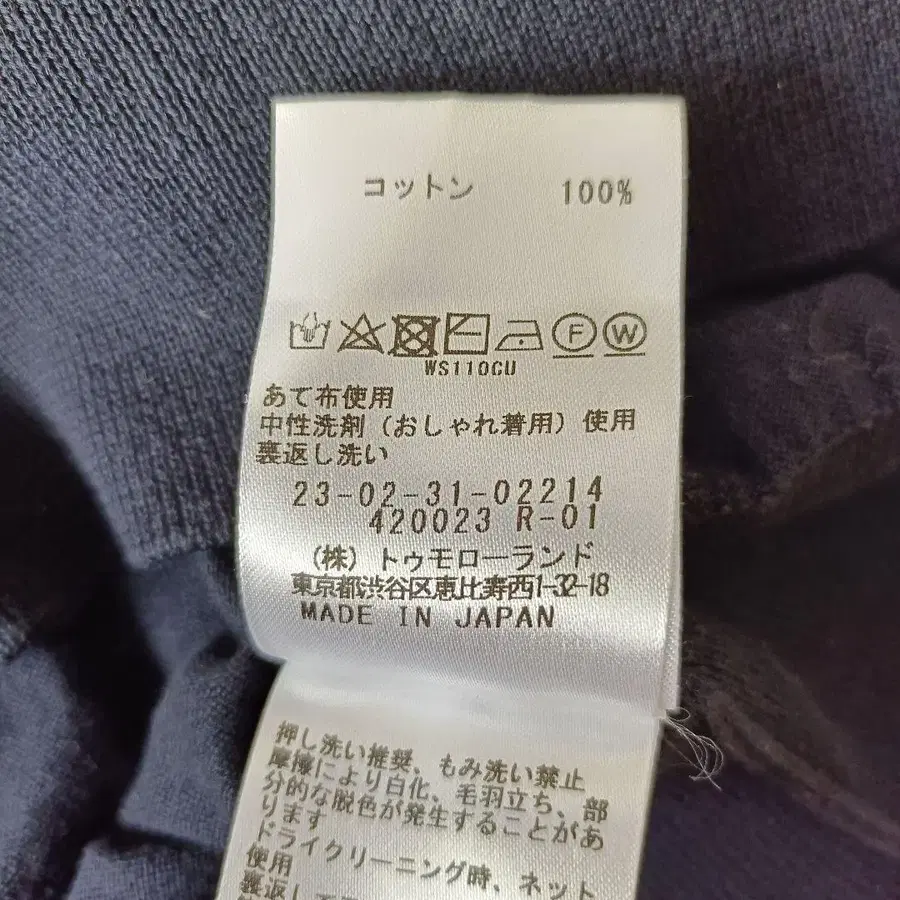 コットン 100%
F W
WS110CU
あて布使用
中性洗剤（おしゃれ着用）使用
裏返し洗い
23-02-31-02214
420023 R-01
（株）トゥモローランド
東京都渋谷区恵比寿西1-32-18
MADE IN JAPAN
押し洗い推奨、もみ洗い禁止
摩擦により白化、毛羽立ち、部
分的な脱色が発生することがあ
ります
ドライクリーニング時、ネット
使用
裏返して